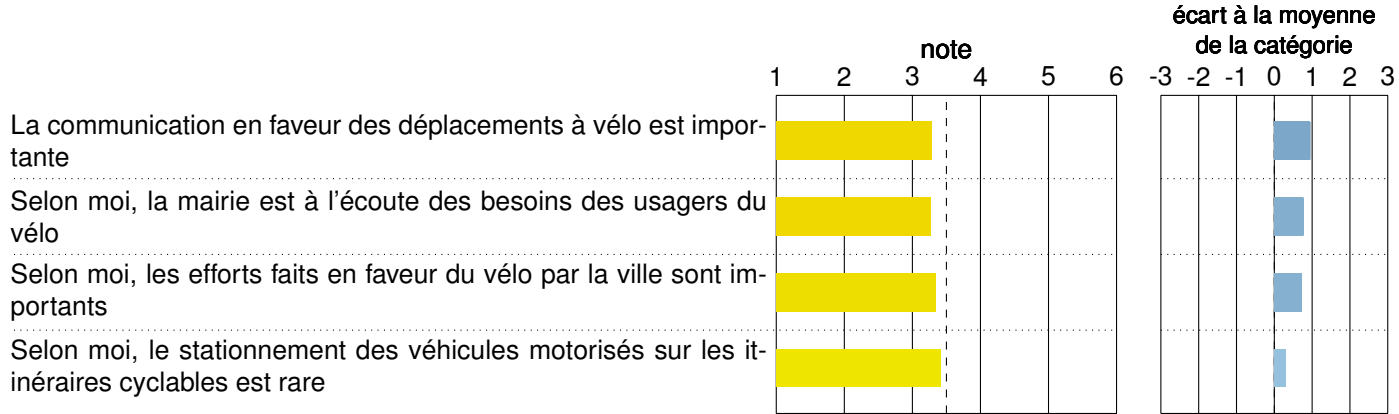 écart à la moyenne
de la catégorie
note
1 2 3 4 5 6
-3 -2 -1 0 1 2 3
La communication en faveur des déplacements à vélo est impor-
tante
Selon moi, la mairie est à l'écoute des besoins des usagers du
vélo
Selon moi, les efforts faits en faveur du vélo par la ville sont im-
portants
Selon moi, le stationnement des véhicules motorisés sur les it-
inéraires cyclables est rare